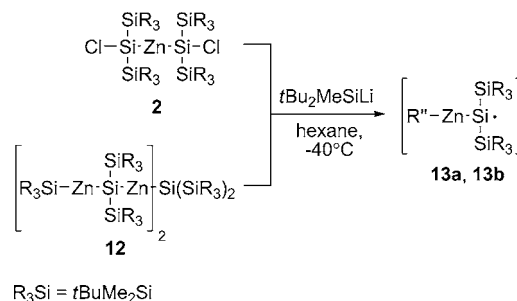 SiR₃ SiR₃
Cl-Si-Zn-Si-Cl
SiR₃ SiR₃
2
SiR₃
R₃Si-Zn-Si-Zn-Si(SiR₃)₂
SiR₃
2
12
tBu₂MeSiLi
hexane,
-40°C
SiR₃
R"-Zn-Si·
SiR₃
13a, 13b
R₃Si = tBuMe₂Si